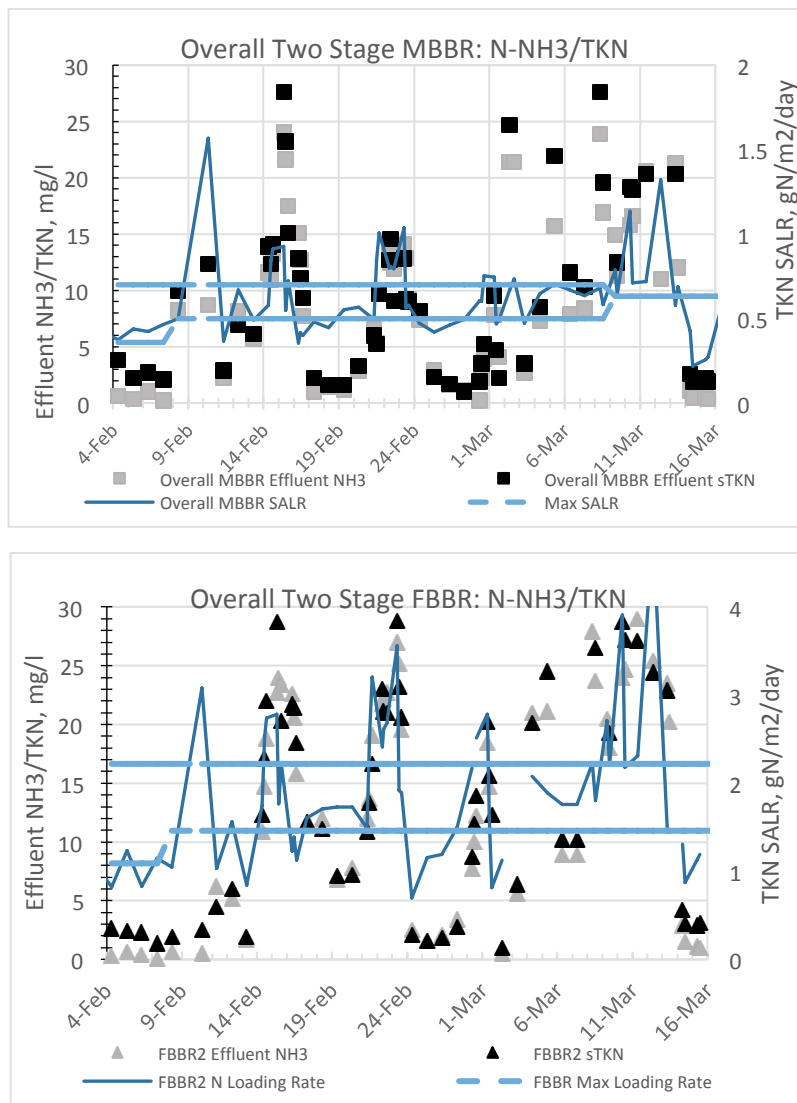 Overall Two Stage MBBR: N-NH3/TKN
30
25
20
15
10
5
0
Effluent NH3/TKN, mg/l
2
1.5
1
0.5
0
TKN SALR, gN/m2/day
4-Feb
9-Feb
14-Feb
19-Feb
24-Feb
1-Mar
6-Mar
11-Mar
16-Mar
Overall MBBR Effluent NH3
Overall MBBR Effluent sTKN
Overall MBBR SALR
Max SALR
Overall Two Stage FBBR: N-NH3/TKN
30
25
20
15
10
5
0
Effluent NH3/TKN, mg/l
4
3
2
1
0
TKN SALR, gN/m2/day
4-Feb
9-Feb
14-Feb
19-Feb
24-Feb
1-Mar
6-Mar
11-Mar
16-Mar
FBBR2 Effluent NH3
FBBR2 sTKN
FBBR2 N Loading Rate
FBBR Max Loading Rate